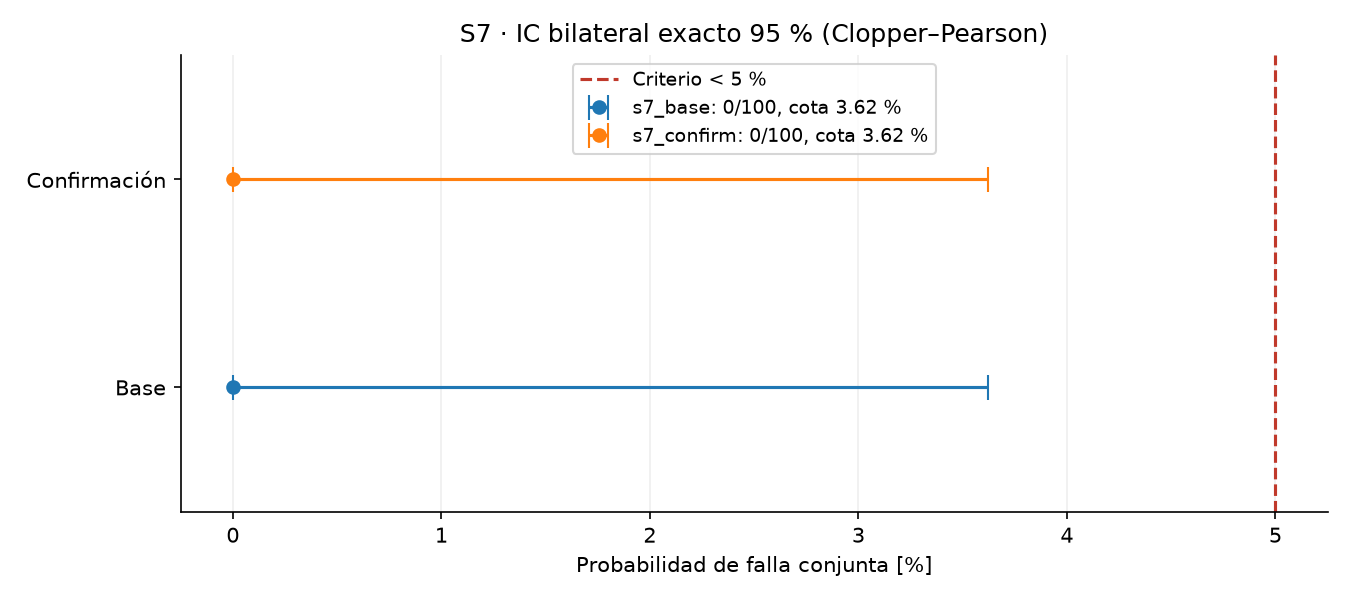 S7 · IC bilateral exacto 95 % (Clopper–Pearson)
Criterio < 5 %
s7_base: 0/100, cota 3.62 %
s7_confirm: 0/100, cota 3.62 %
Confirmación
Base
0 1 2 3 4 5
Probabilidad de falla conjunta [%]